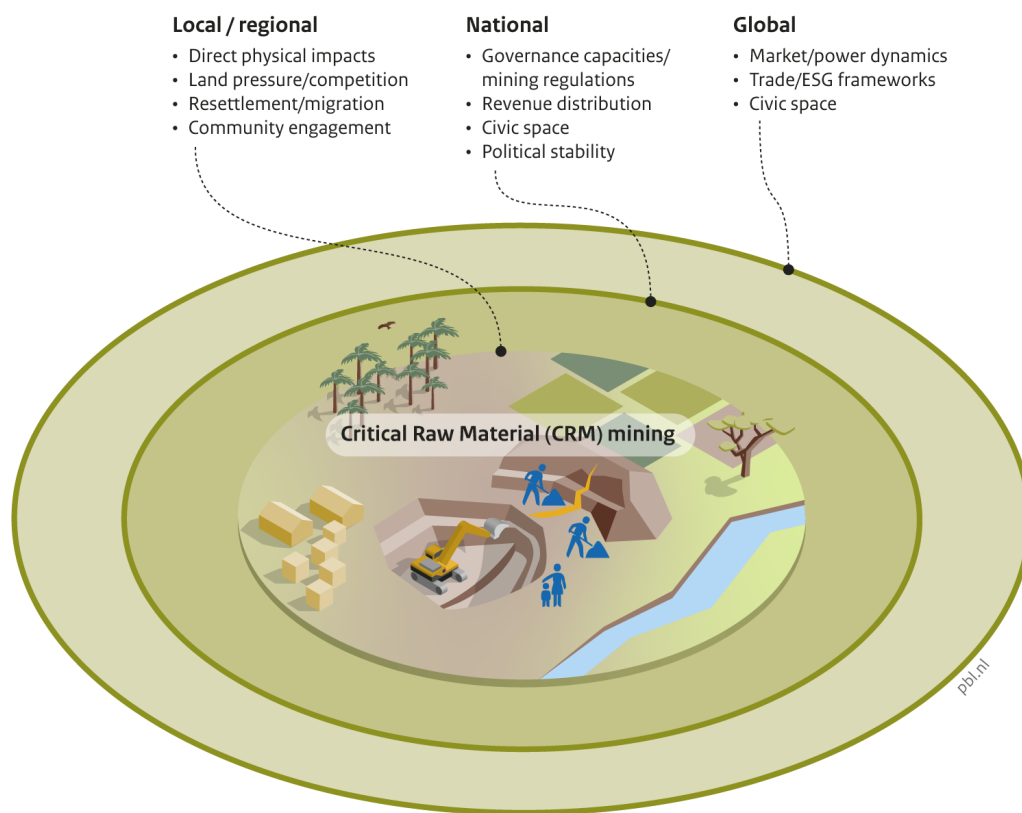 Local / regional
• Direct physical impacts
• Land pressure/competition
• Resettlement/migration
• Community engagement
National
• Governance capacities/
mining regulations
• Revenue distribution
• Civic space
• Political stability
Global
• Market/power dynamics
• Trade/ESG frameworks
• Civic space
Critical Raw Material (CRM) mining
pbl.nl